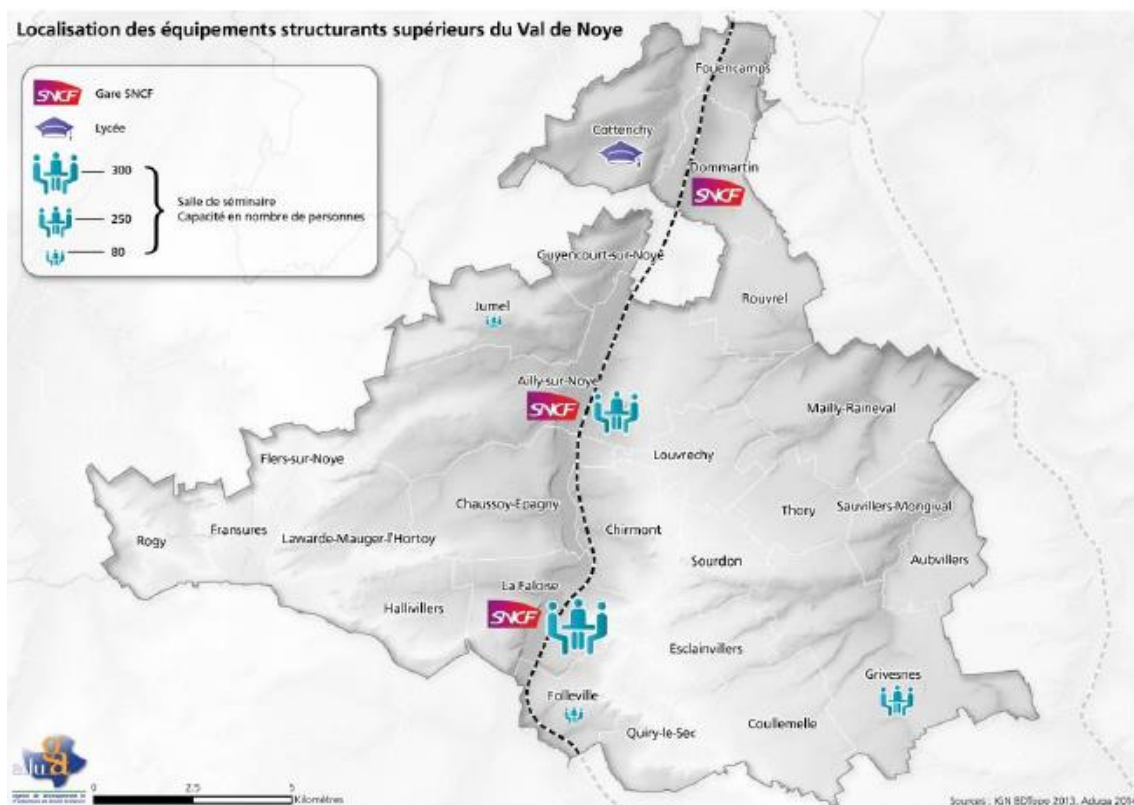 Localisation des équipements structurants supérieurs du Val de Noye
SNCF Gare SNCF
Lycée
300
250
80
Salle de séminaire
Capacité en nombre de personnes
Fouencamps
Cottenchy
Dommartin
SNCF
Guyencourt-sur-Noye
Rouvrel
Jumel
Ailly-sur-Noye
SNCF
Mailly-Raineval
Louvrechy
Flers-sur-Noye
Chaussoy-Epagny
Thory
Sauvillers-Mongival
Chirmont
Rogy
Fransures
Lawarde-Mauger-l'Hortoy
Sourdon
Aubvillers
La Faloise
SNCF
Hallivillers
Esclainvillers
Grivesnes
Folleville
Quiry-le-Sec
Coullemelle
0
2.5
5
Kilomètres
Sources : IGN BDTopo 2013, Aduga